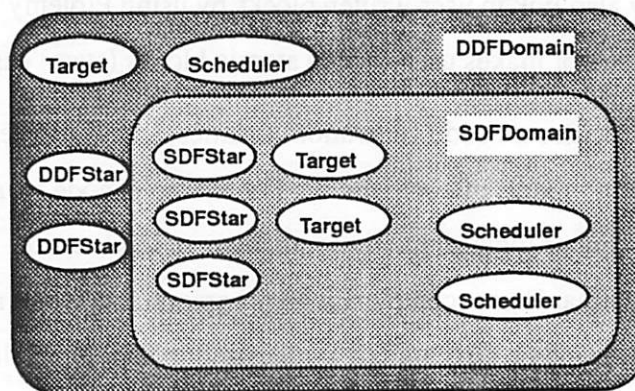 Target
Scheduler
DDFDomain
SDFDomain
DDFStar
SDFStar
Target
DDFStar
SDFStar
Target
Scheduler
SDFStar
Scheduler